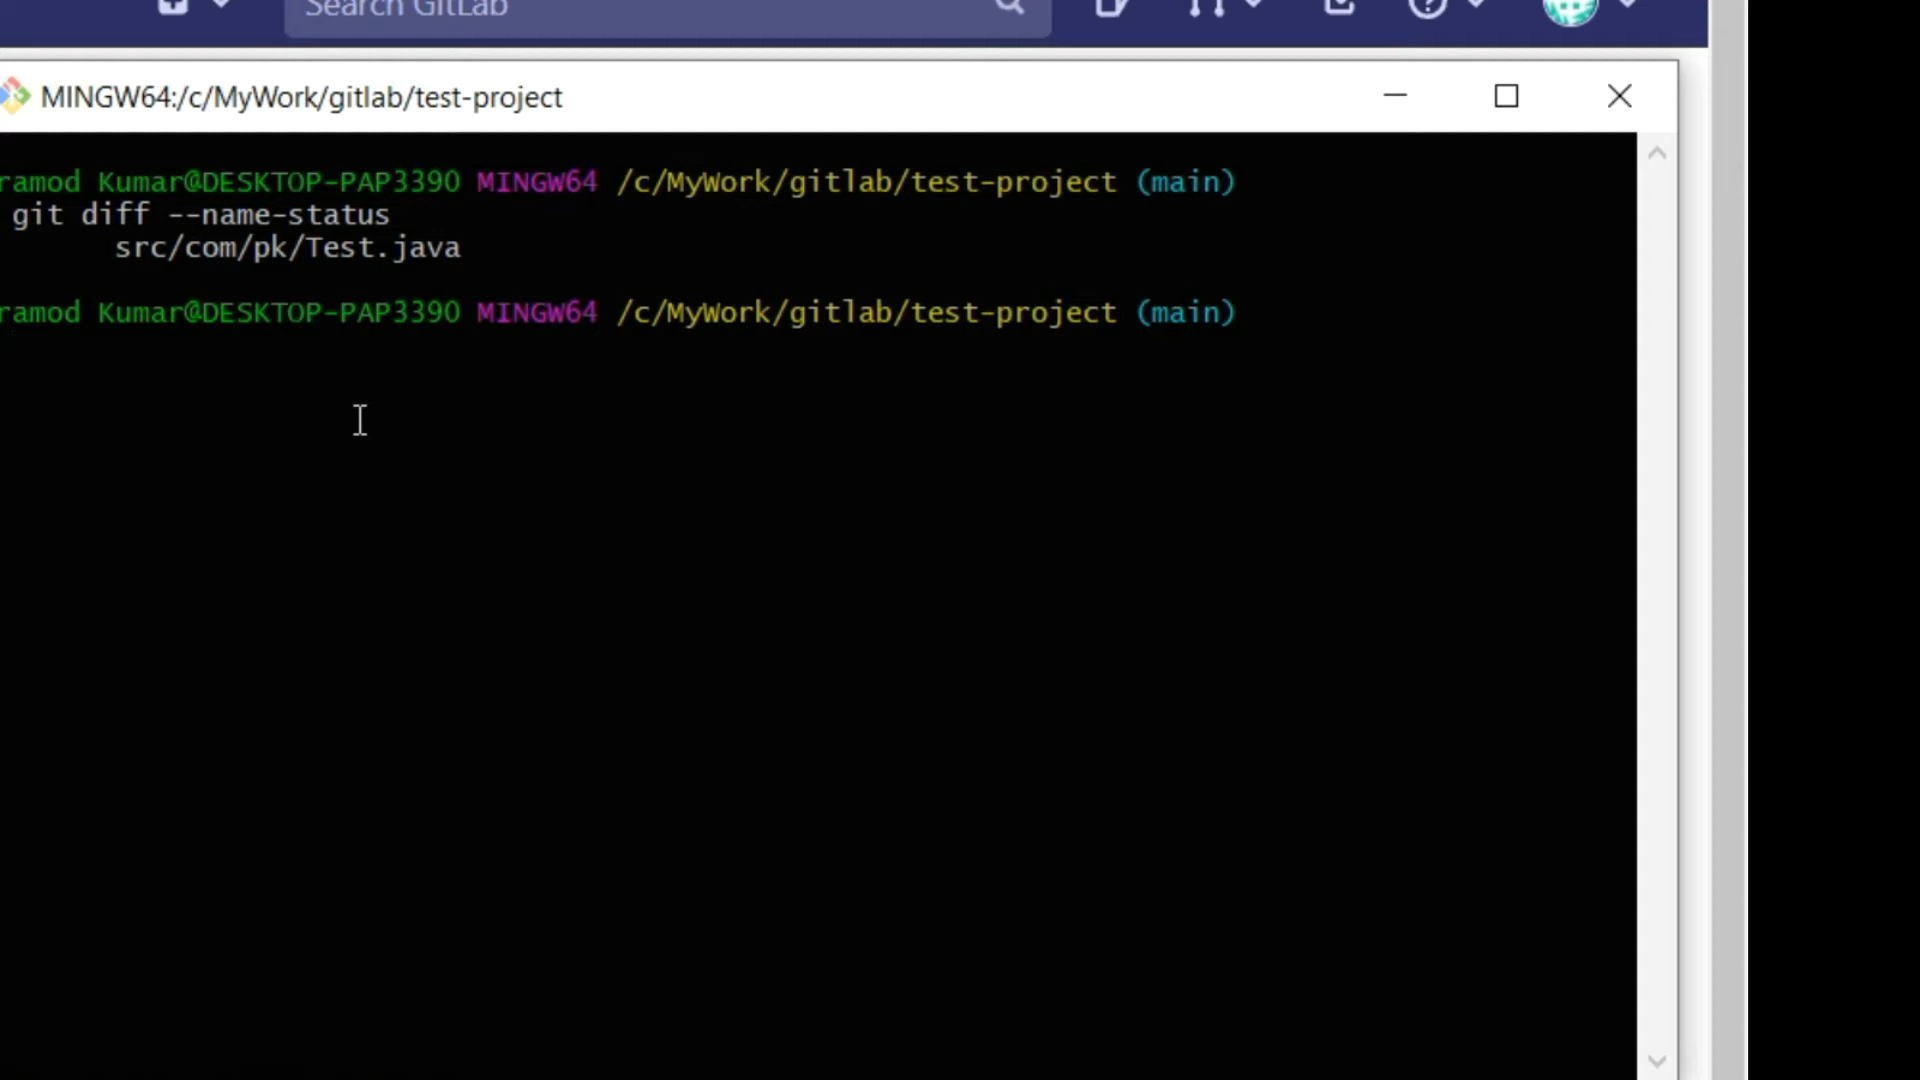 Search GitLab
MINGW64:/c/MyWork/gitlab/test-project
ramod Kumar@DESKTOP-PAP3390 MINGW64 /c/MyWork/gitlab/test-project (main)
git diff --name-status
src/com/pk/Test.java
ramod Kumar@DESKTOP-PAP3390 MINGW64 /c/MyWork/gitlab/test-project (main)